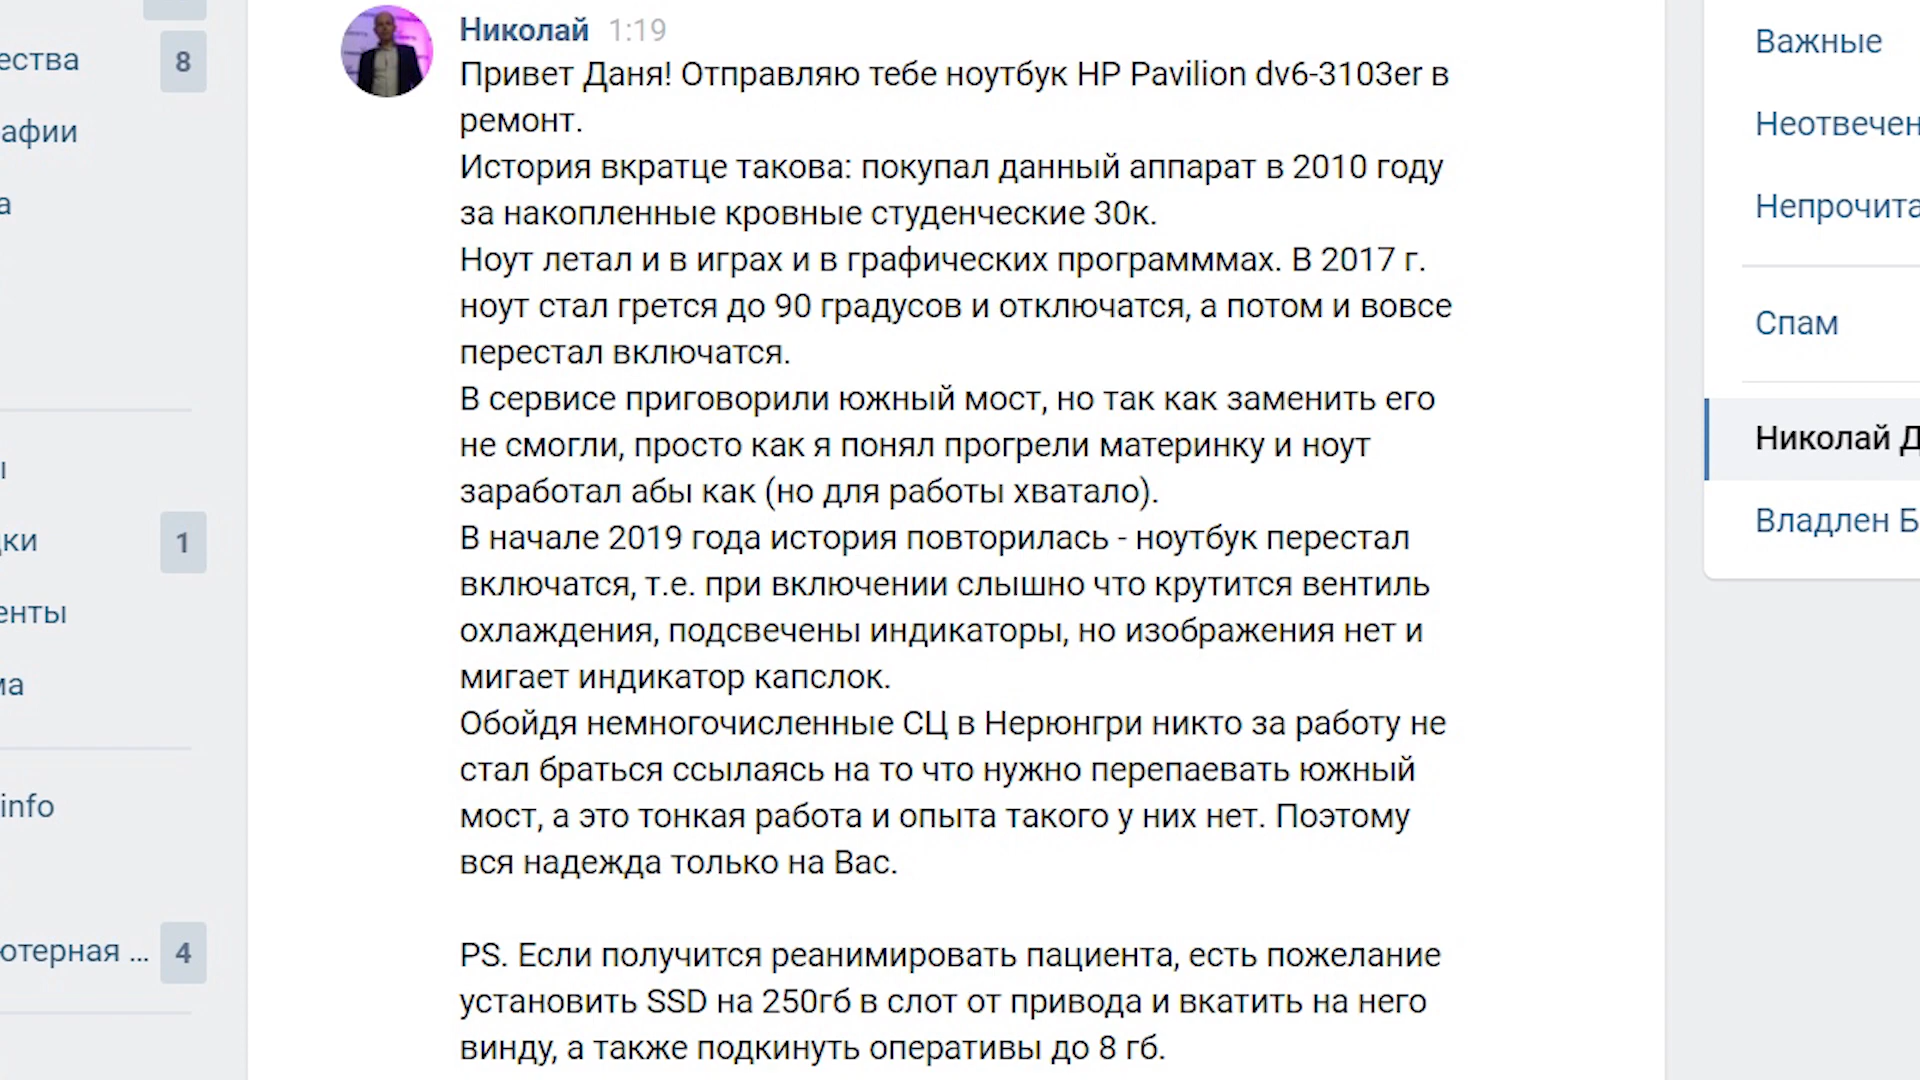 ества
8
афии
а
ы
ки
1
енты
ма
info
ютерная ...
4
Николай 1:19
Привет Даня! Отправляю тебе ноутбук HP Pavilion dv6-3103er в
ремонт.
История вкратце такова: покупал данный аппарат в 2010 году
за накопленные кровные студенческие 30к.
Ноут летал и в играх и в графических программмах. В 2017 г.
ноут стал грется до 90 градусов и отключатся, а потом и вовсе
перестал включатся.
В сервисе приговорили южный мост, но так как заменить его
не смогли, просто как я понял прогрели материнку и ноут
заработал абы как (но для работы хватало).
В начале 2019 года история повторилась - ноутбук перестал
включатся, т.е. при включении слышно что крутится вентиль
охлаждения, подсвечены индикаторы, но изображения нет и
мигает индикатор капслок.
Обойдя немногочисленные СЦ в Нерюнгри никто за работу не
стал браться ссылаясь на то что нужно перепаевать южный
мост, а это тонкая работа и опыта такого у них нет. Поэтому
вся надежда только на Вас.
PS. Если получится реанимировать пациента, есть пожелание
установить SSD на 250гб в слот от привода и вкатить на него
винду, а также подкинуть оперативы до 8 гб.
Важные
Неотвечен
Непрочита
Спам
Николай Д
Владлен Б